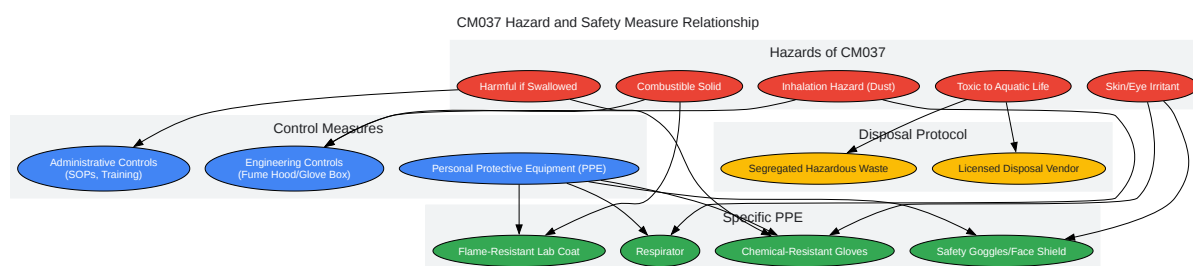 CM037 Hazard and Safety Measure Relationship
Hazards of CM037
Harmful if Swallowed
Combustible Solid
Inhalation Hazard (Dust)
Toxic to Aquatic Life
Skin/Eye Irritant
Control Measures
Disposal Protocol
Administrative Controls
(SOPs, Training)
Engineering Controls
(Fume Hood/Glove Box)
Personal Protective Equipment (PPE)
Segregated Hazardous Waste
Licensed Disposal Vendor
Specific PPE
Flame-Resistant Lab Coat
Respirator
Chemical-Resistant Gloves
Safety Goggles/Face Shield